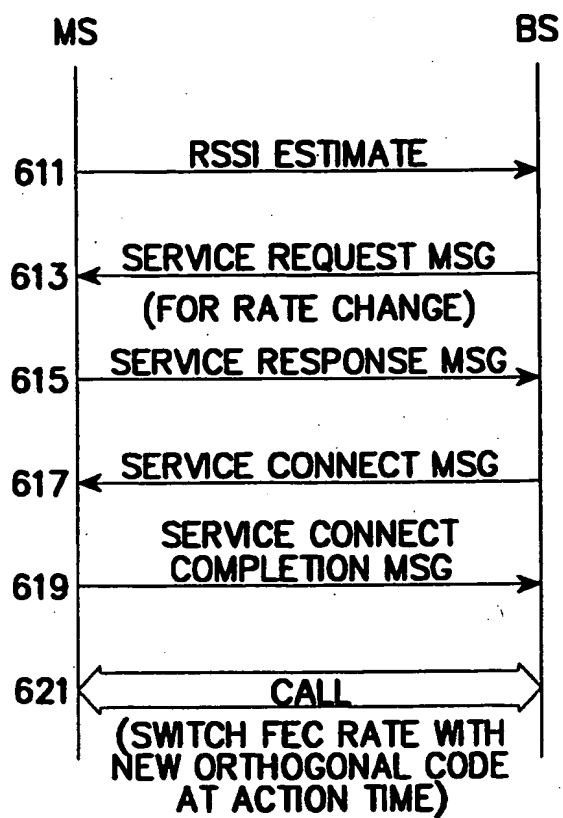 MS
BS
611
RSSI ESTIMATE
613
SERVICE REQUEST MSG
(FOR RATE CHANGE)
615
SERVICE RESPONSE MSG
617
SERVICE CONNECT MSG
SERVICE CONNECT
COMPLETION MSG
619
621
CALL
(SWITCH FEC RATE WITH
NEW ORTHOGONAL CODE
AT ACTION TIME)